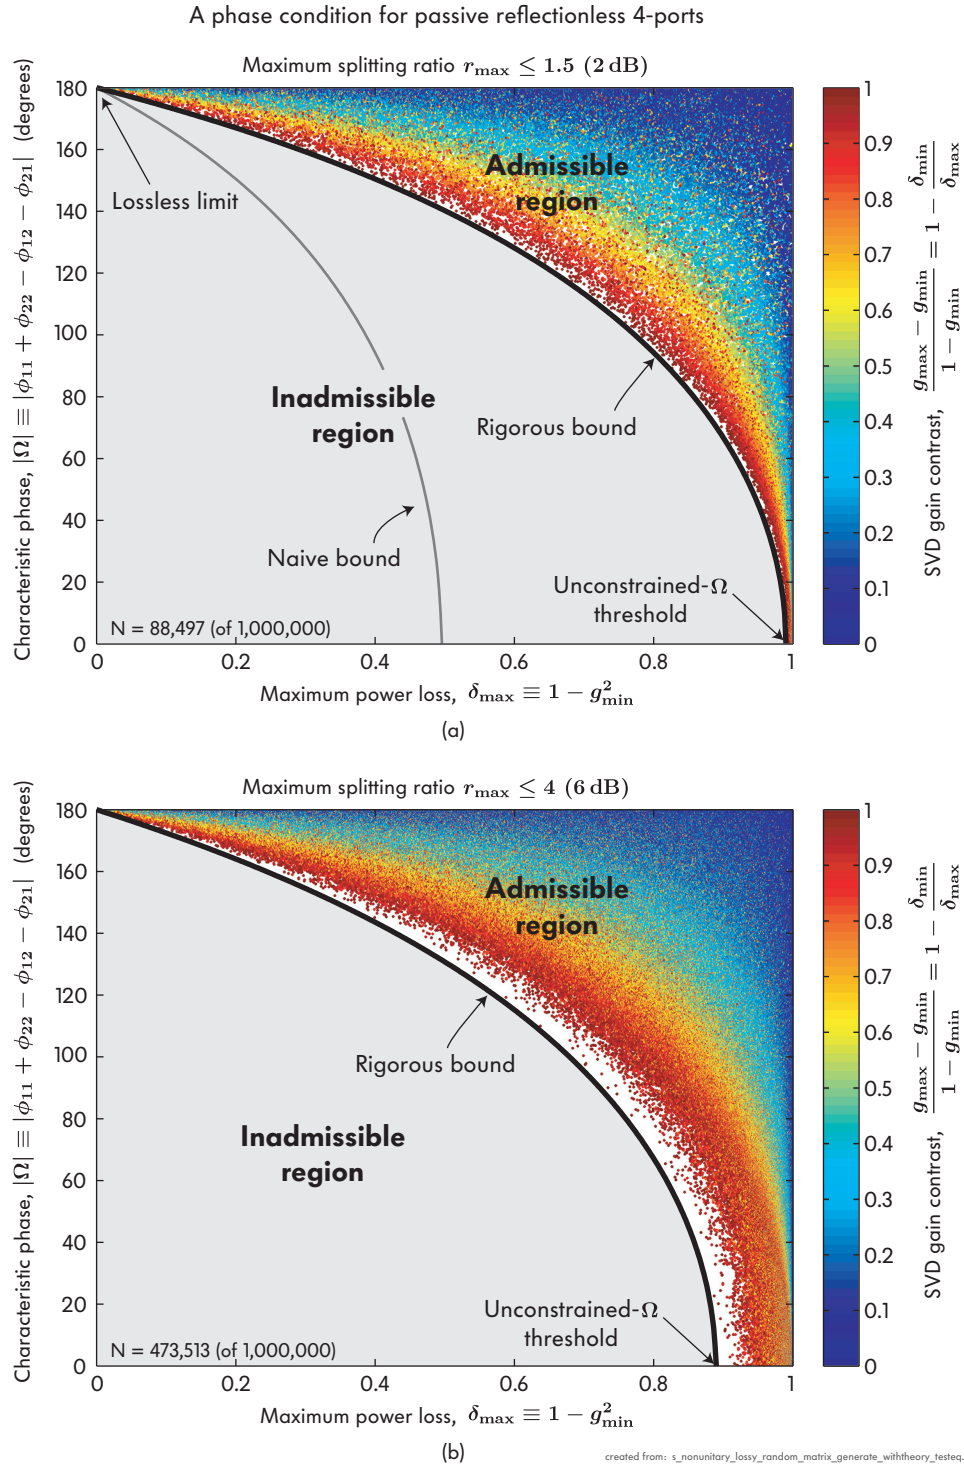 A phase condition for passive reflectionless 4-ports
Maximum splitting ratio r_max ≤ 1.5 (2 dB)
Characteristic phase, |Ω| ≡ |ϕ11 + ϕ22 − ϕ12 − ϕ21| (degrees)
180
160
140
120
100
80
60
40
20
0
Lossless limit
Admissible
region
Inadmissible
region
Rigorous bound
Naive bound
Unconstrained-Ω
threshold
N = 88,497 (of 1,000,000)
0 0.2 0.4 0.6 0.8 1
Maximum power loss, δ_max ≡ 1 − g²_min
(a)
1
0.9
0.8
0.7
0.6
0.5
0.4
0.3
0.2
0.1
0
SVD gain contrast, (g_max − g_min)/(1 − g_min) = 1 − δ_min/δ_max
Maximum splitting ratio r_max ≤ 4 (6 dB)
Characteristic phase, |Ω| ≡ |ϕ11 + ϕ22 − ϕ12 − ϕ21| (degrees)
180
160
140
120
100
80
60
40
20
0
Admissible
region
Rigorous bound
Inadmissible
region
Unconstrained-Ω
threshold
N = 473,513 (of 1,000,000)
0 0.2 0.4 0.6 0.8 1
Maximum power loss, δ_max ≡ 1 − g²_min
(b)
1
0.9
0.8
0.7
0.6
0.5
0.4
0.3
0.2
0.1
0
SVD gain contrast, (g_max − g_min)/(1 − g_min) = 1 − δ_min/δ_max
created from: s_nonunitary_lossy_random_matrix_generate_withtheory_testeq.